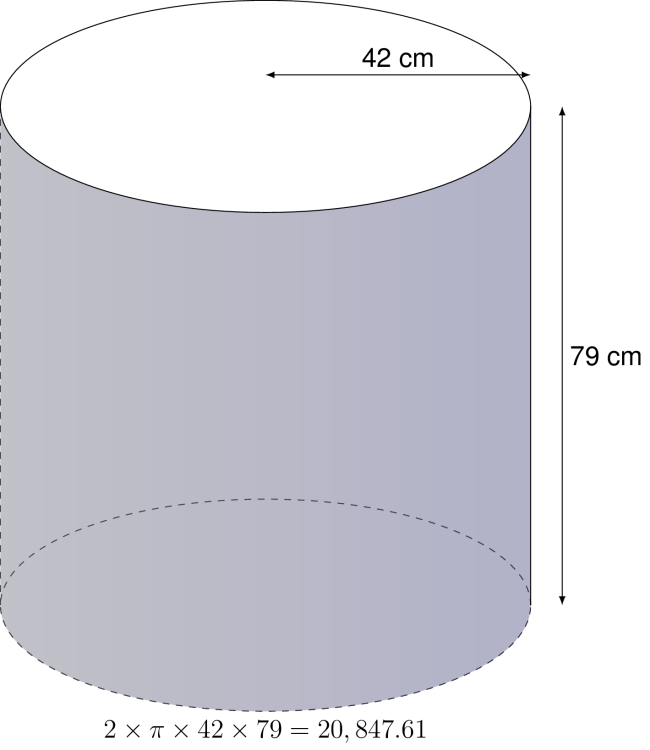 42 cm
79 cm
2 × π × 42 × 79 = 20, 847.61